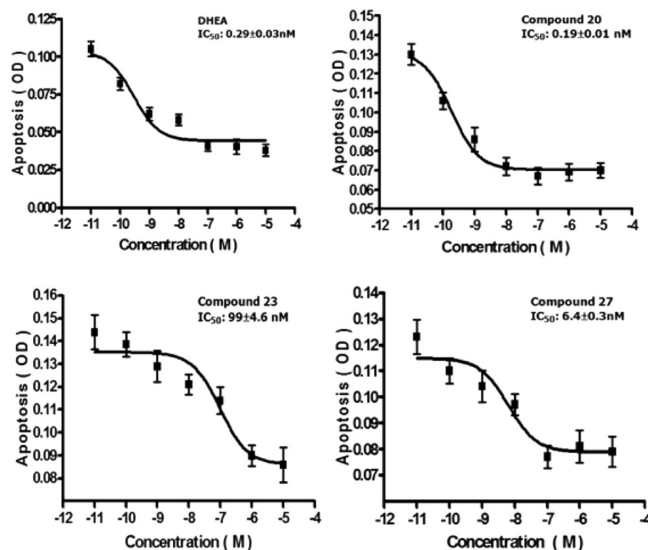 DHEA
IC50: 0.29±0.03nM
Apoptosis ( OD )
0.125
0.100
0.075
0.050
0.025
0.000
-12 -11 -10 -9 -8 -7 -6 -5 -4
Concentration ( M )
Compound 20
IC50: 0.19±0.01 nM
Apoptosis ( OD )
0.15
0.14
0.13
0.12
0.11
0.10
0.09
0.08
0.07
0.06
0.05
-12 -11 -10 -9 -8 -7 -6 -5 -4
Concentration ( M )
Compound 23
IC50: 99±4.6 nM
Apoptosis ( OD )
0.16
0.15
0.14
0.13
0.12
0.11
0.10
0.09
0.08
-12 -11 -10 -9 -8 -7 -6 -5 -4
Concentration ( M )
Compound 27
IC50: 6.4±0.3nM
Apoptosis ( OD )
0.14
0.13
0.12
0.11
0.10
0.09
0.08
0.07
-12 -11 -10 -9 -8 -7 -6 -5 -4
Concentration ( M )